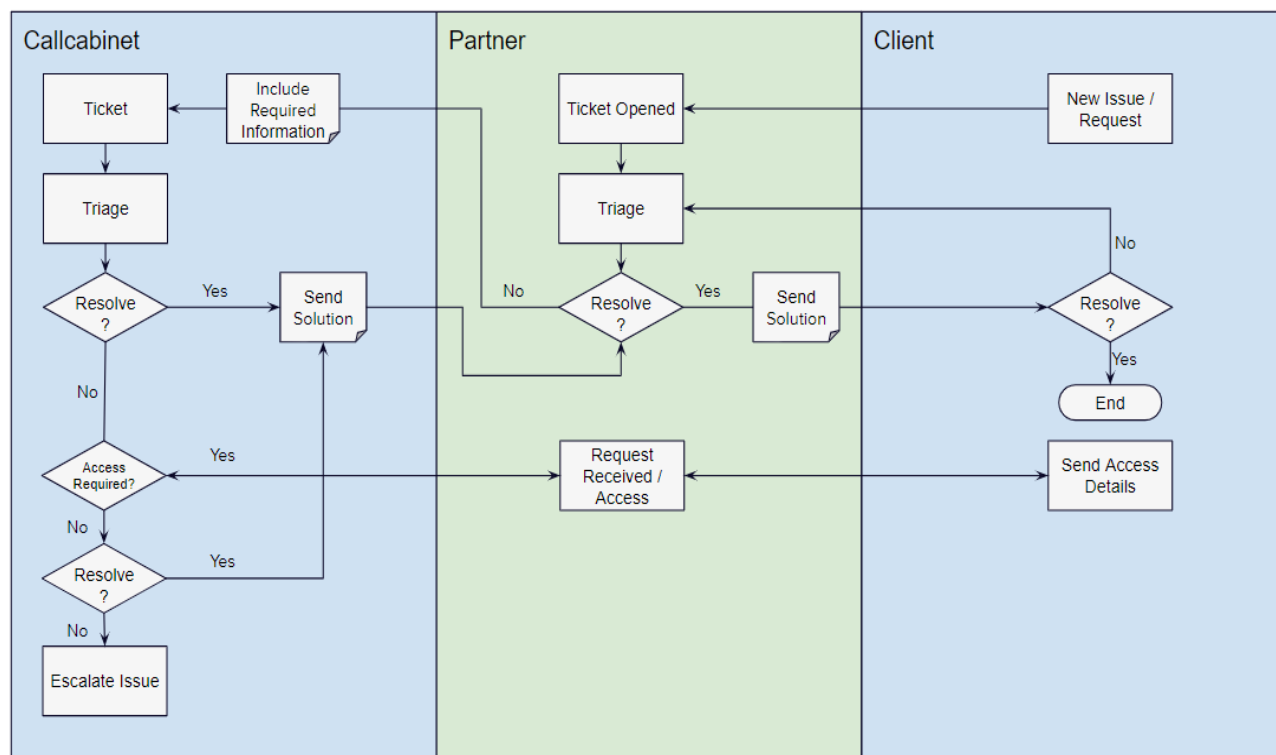 Callcabinet
Partner
Client
Ticket
Include
Required
Information
Ticket Opened
New Issue /
Request
Triage
Triage
No
Resolve
?
Yes
Send
Solution
No
Resolve
?
Yes
Send
Solution
Resolve
?
Yes
No
End
Access
Required?
Yes
Request
Received /
Access
Send Access
Details
No
Resolve
?
Yes
No
Escalate Issue